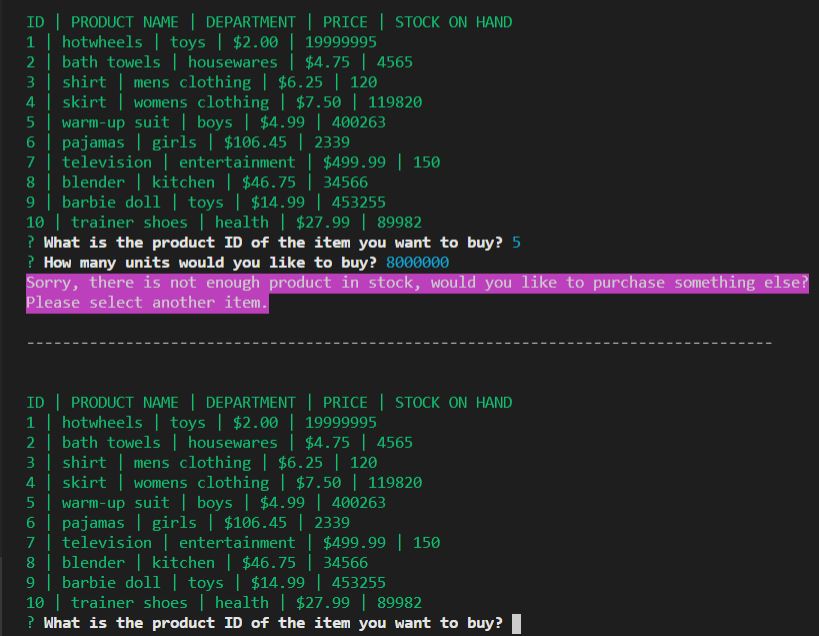 ID | PRODUCT NAME | DEPARTMENT | PRICE | STOCK ON HAND
1 | hotwheels | toys | $2.00 | 19999995
2 | bath towels | housewares | $4.75 | 4565
3 | shirt | mens clothing | $6.25 | 120
4 | skirt | womens clothing | $7.50 | 119820
5 | warm-up suit | boys | $4.99 | 400263
6 | pajamas | girls | $106.45 | 2339
7 | television | entertainment | $499.99 | 150
8 | blender | kitchen | $46.75 | 34566
9 | barbie doll | toys | $14.99 | 453255
10 | trainer shoes | health | $27.99 | 89982
? What is the product ID of the item you want to buy? 5
? How many units would you like to buy? 8000000
Sorry, there is not enough product in stock, would you like to purchase something else?
Please select another item.
-----------------------------------------------------------------------------------
ID | PRODUCT NAME | DEPARTMENT | PRICE | STOCK ON HAND
1 | hotwheels | toys | $2.00 | 19999995
2 | bath towels | housewares | $4.75 | 4565
3 | shirt | mens clothing | $6.25 | 120
4 | skirt | womens clothing | $7.50 | 119820
5 | warm-up suit | boys | $4.99 | 400263
6 | pajamas | girls | $106.45 | 2339
7 | television | entertainment | $499.99 | 150
8 | blender | kitchen | $46.75 | 34566
9 | barbie doll | toys | $14.99 | 453255
10 | trainer shoes | health | $27.99 | 89982
? What is the product ID of the item you want to buy?